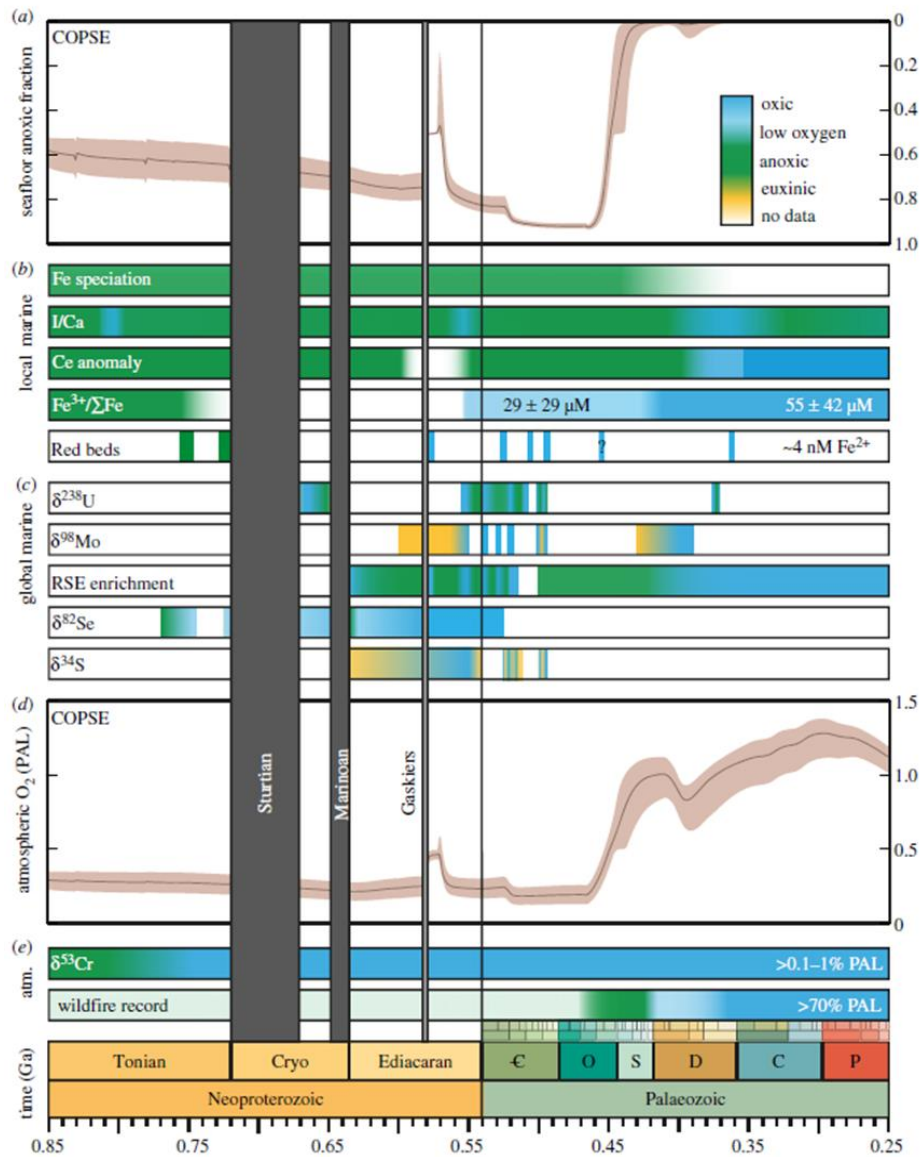 (a)
COPSE
seafloor anoxic fraction
0
0.2
0.4
0.6
0.8
1.0
oxic
low oxygen
anoxic
euxinic
no data
(b)
local marine
Fe speciation
I/Ca
Ce anomaly
Fe³⁺/∑Fe
29 ± 29 μM
55 ± 42 μM
Red beds
?
~4 nM Fe²⁺
(c)
global marine
δ²³⁸U
δ⁹⁸Mo
RSE enrichment
δ⁸²Se
δ³⁴S
(d)
COPSE
atmospheric O₂ (PAL)
1.5
1.0
0.5
0
Sturtian
Marinoan
Gaskiers
(e)
atm.
δ⁵³Cr
>0.1–1% PAL
wildfire record
>70% PAL
time (Ga)
Tonian
Cryo
Ediacaran
Ꞓ
O
S
D
C
P
Neoproterozoic
Palaeozoic
0.85
0.75
0.65
0.55
0.45
0.35
0.25